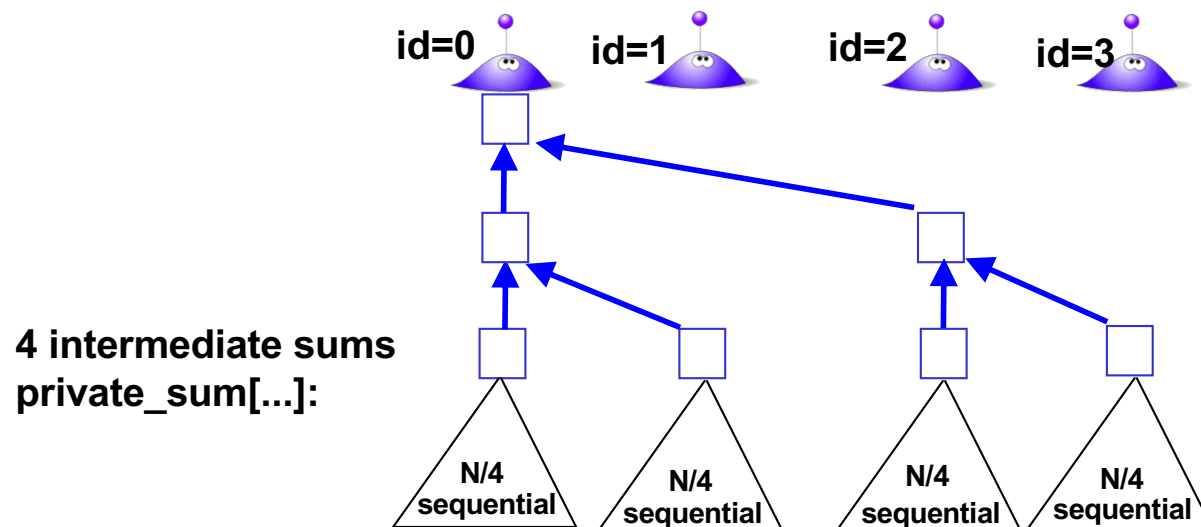 id=0
id=1
id=2
id=3
4 intermediate sums
private_sum[...]:
N/4
sequential
N/4
sequential
N/4
sequential
N/4
sequential